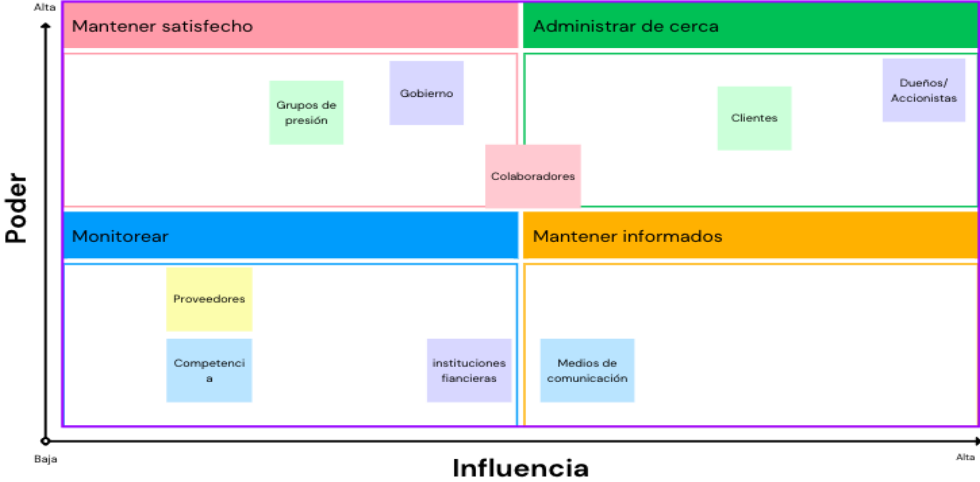 Alta
Mantener satisfecho
Administrar de cerca
Grupos de
presión
Gobierno
Clientes
Dueños/
Accionistas
Colaboradores
Poder
Monitorear
Mantener informados
Proveedores
Competenci
a
instituciones
fiancieras
Medios de
comunicación
Baja
Influencia
Alta